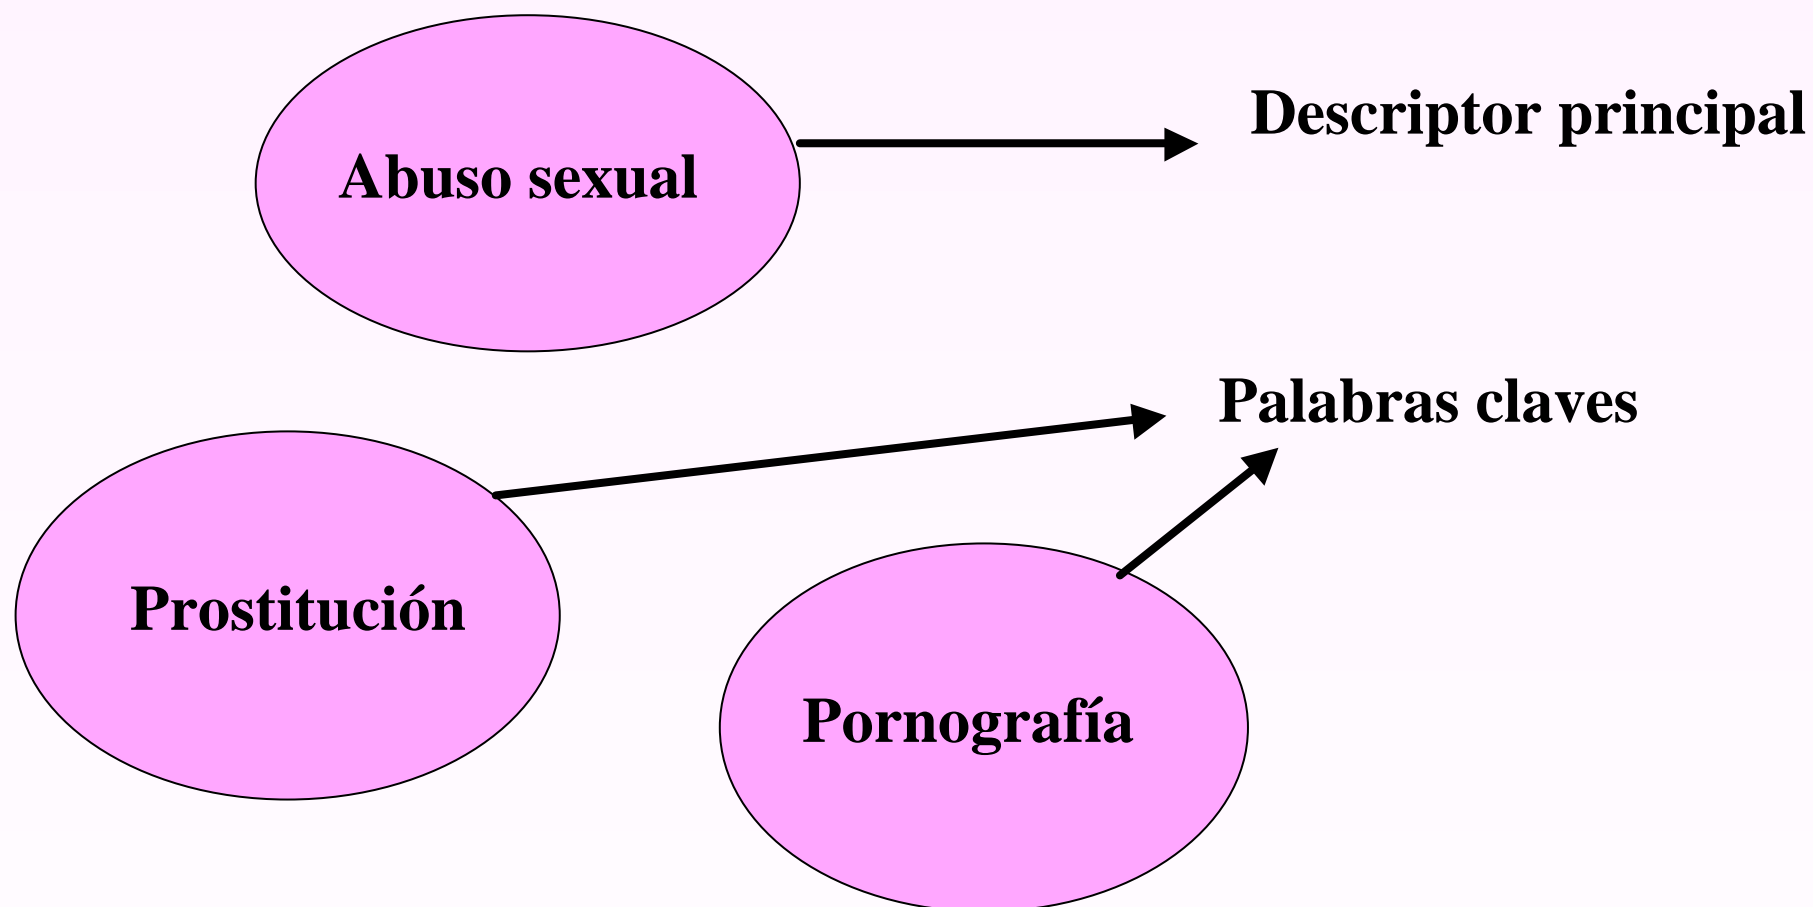 Descriptor principal
Abuso sexual
Palabras claves
Prostitución
Pornografía